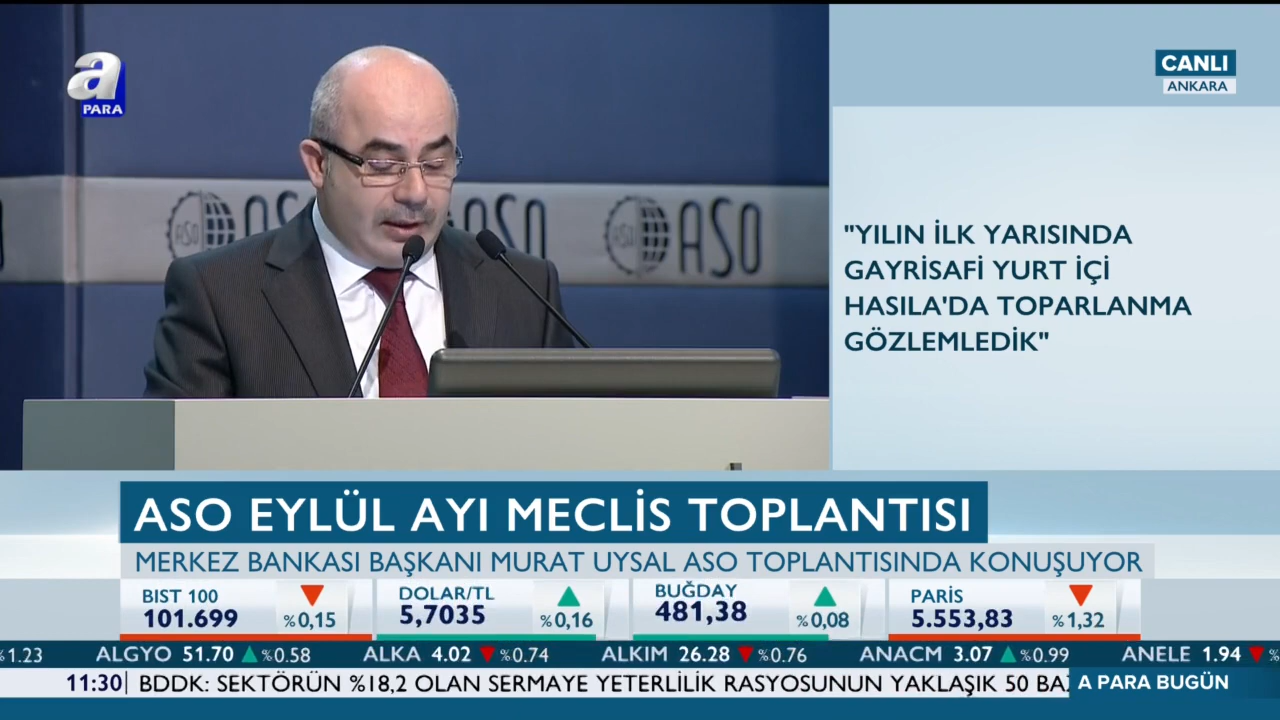 a
PARA
CANLI
ANKARA
ASO
ASO
ASO
ASO
"YILIN İLK YARISINDA
GAYRİSAFİ YURT İÇİ
HASILA'DA TOPARLANMA
GÖZLEMLEDİK"
ASO EYLÜL AYI MECLİS TOPLANTISI
MERKEZ BANKASI BAŞKANI MURAT UYSAL ASO TOPLANTISINDA KONUŞUYOR
BIST 100 101.699 %0,15
DOLAR/TL 5,7035 %0,16
BUĞDAY 481,38 %0,08
PARİS 5.553,83 %1,32
%1.23 ALGYO 51.70 %0.58 ALKA 4.02 %0.74 ALKIM 26.28 %0.76 ANACM 3.07 %0.99 ANELE 1.94
11:30 BDDK: SEKTÖRÜN %18,2 OLAN SERMAYE YETERLİLİK RASYOSUNUN YAKLAŞIK 50 A PARA BUGÜN